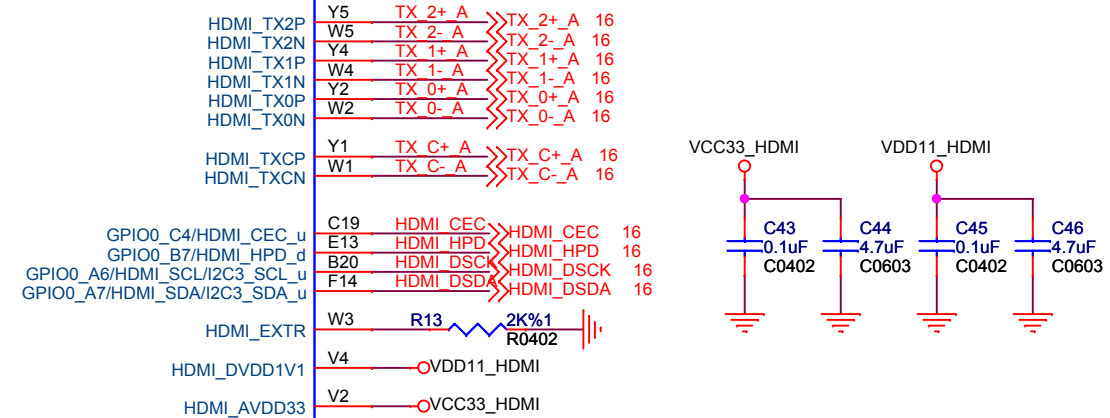 HDMI_TX2P Y5 TX_2+_A TX_2+_A 16
HDMI_TX2N W5 TX_2-_A TX_2-_A 16
HDMI_TX1P Y4 TX_1+_A TX_1+_A 16
HDMI_TX1N W4 TX_1-_A TX_1-_A 16
HDMI_TX0P Y2 TX_0+_A TX_0+_A 16
HDMI_TX0N W2 TX_0-_A TX_0-_A 16
HDMI_TXCP Y1 TX_C+_A TX_C+_A 16
HDMI_TXCN W1 TX_C-_A TX_C-_A 16
GPIO0_C4/HDMI_CEC_u C19 HDMI_CEC HDMI_CEC 16
GPIO0_B7/HDMI_HPD_d E13 HDMI_HPD HDMI_HPD 16
GPIO0_A6/HDMI_SCL/I2C3_SCL_u B20 HDMI_DSCK HDMI_DSCK 16
GPIO0_A7/HDMI_SDA/I2C3_SDA_u F14 HDMI_DSDA HDMI_DSDA 16
HDMI_EXTR W3 R13 2K%1
R0402
HDMI_DVDD1V1 V4 VDD11_HDMI
HDMI_AVDD33 V2 VCC33_HDMI
VCC33_HDMI VDD11_HDMI
C43 C44 C45 C46
0.1uF 4.7uF 0.1uF 4.7uF
C0402 C0603 C0402 C0603